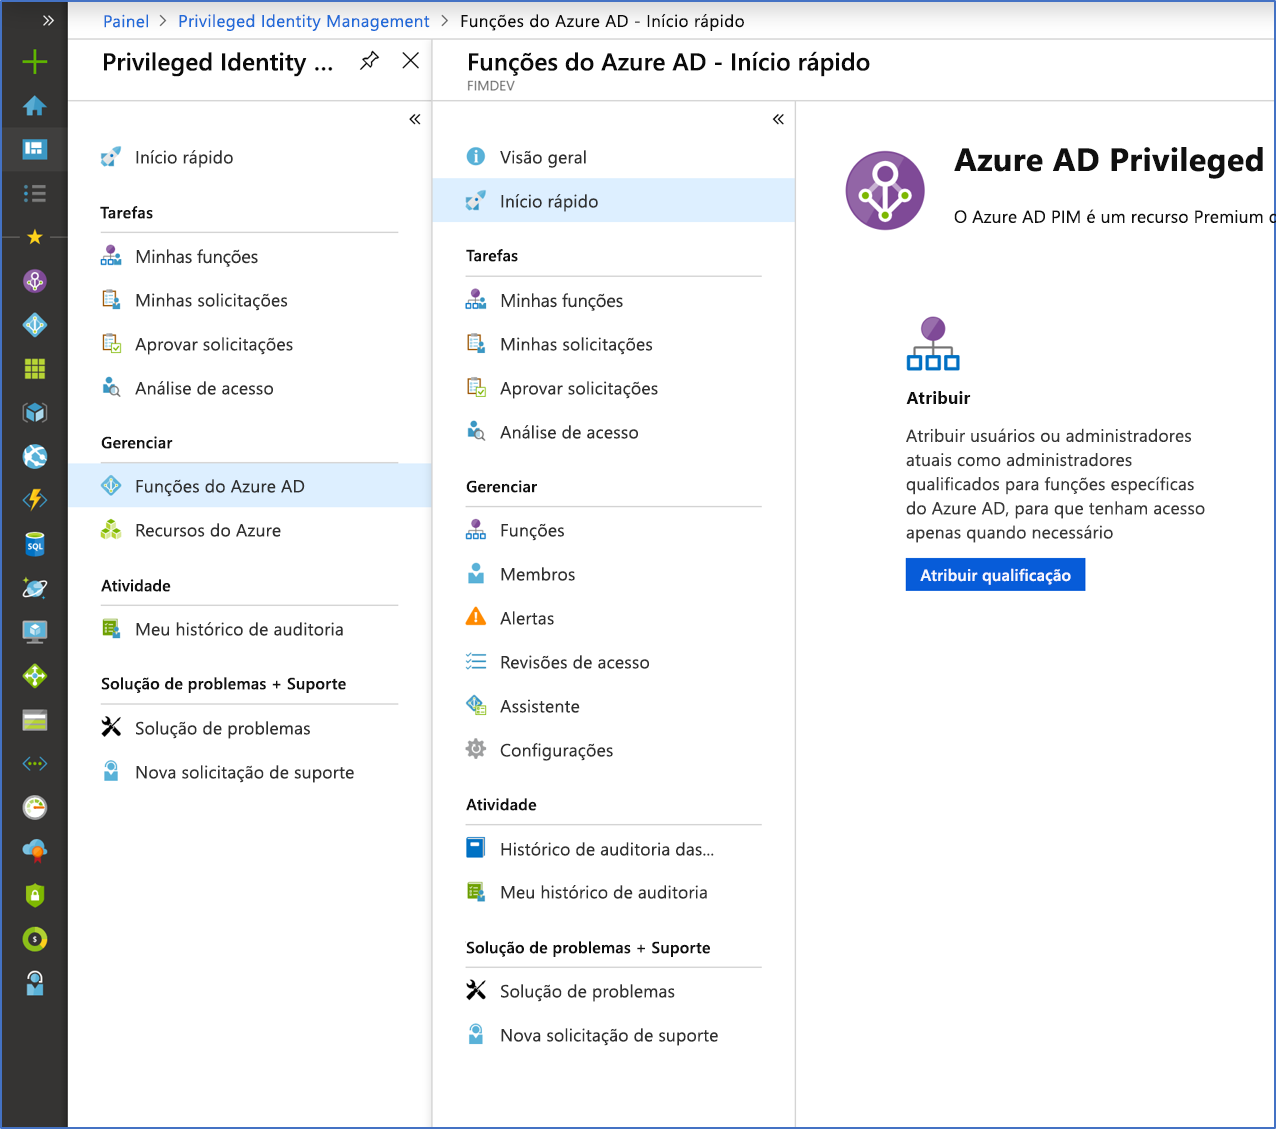 Painel > Privileged Identity Management > Funções do Azure AD - Início rápido
Privileged Identity ...
Início rápido
Tarefas
Minhas funções
Minhas solicitações
Aprovar solicitações
Análise de acesso
Gerenciar
Funções do Azure AD
Recursos do Azure
Atividade
Meu histórico de auditoria
Solução de problemas + Suporte
Solução de problemas
Nova solicitação de suporte
Funções do Azure AD - Início rápido
FIMDEV
Visão geral
Início rápido
Tarefas
Minhas funções
Minhas solicitações
Aprovar solicitações
Análise de acesso
Gerenciar
Funções
Membros
Alertas
Revisões de acesso
Assistente
Configurações
Atividade
Histórico de auditoria das...
Meu histórico de auditoria
Solução de problemas + Suporte
Solução de problemas
Nova solicitação de suporte
Azure AD Privileged
O Azure AD PIM é um recurso Premium
Atribuir
Atribuir usuários ou administradores
atuais como administradores
qualificados para funções específicas
do Azure AD, para que tenham acesso
apenas quando necessário
Atribuir qualificação
SQL